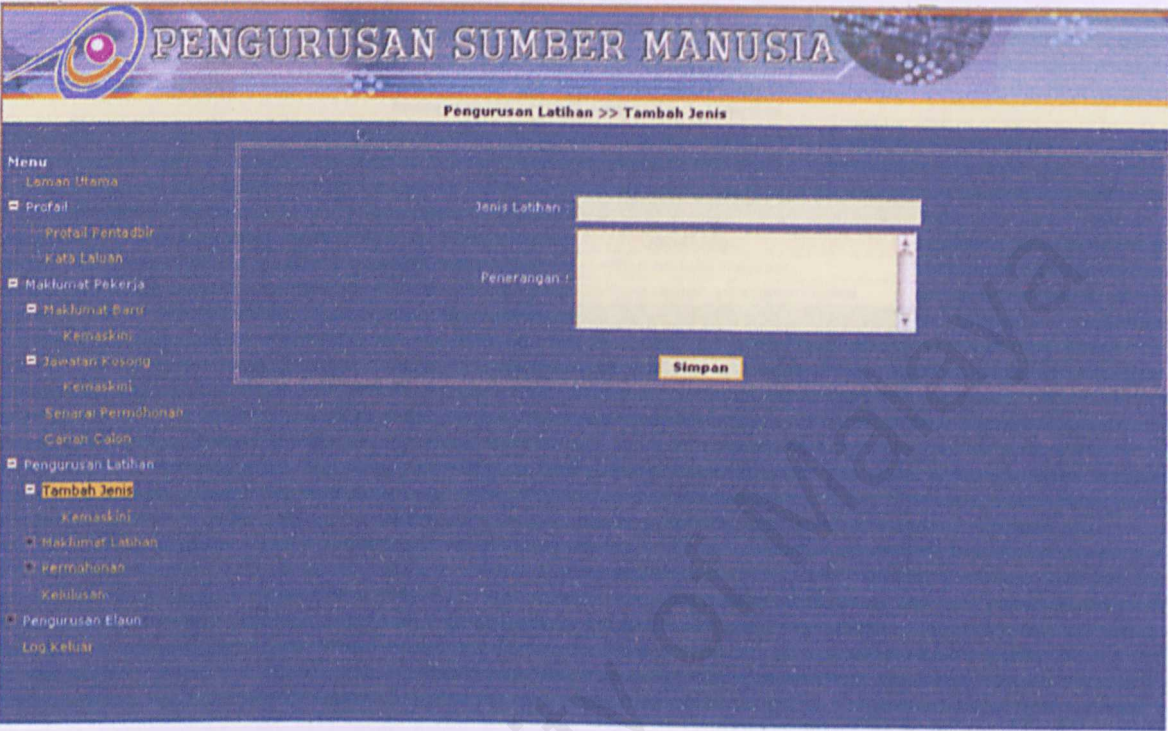 PENGURUSAN SUMBER MANUSIA
Pengurusan Latihan >> Tambah Jenis
Menu
Laman Utama
Profail
Profail Pentadbir
Kata Laluan
Maklumat Pekerja
Maklumat Baru
Kemaskini
Jawatan Kosong
Kemaskini
Senarai Permohonan
Carian Calon
Pengurusan Latihan
Tambah Jenis
Kemaskini
Maklumat Latihan
Permohonan
Kelulusan
Pengurusan Elaun
Log Keluar
Jenis Latihan :
Penerangan :
Simpan
of Malaya